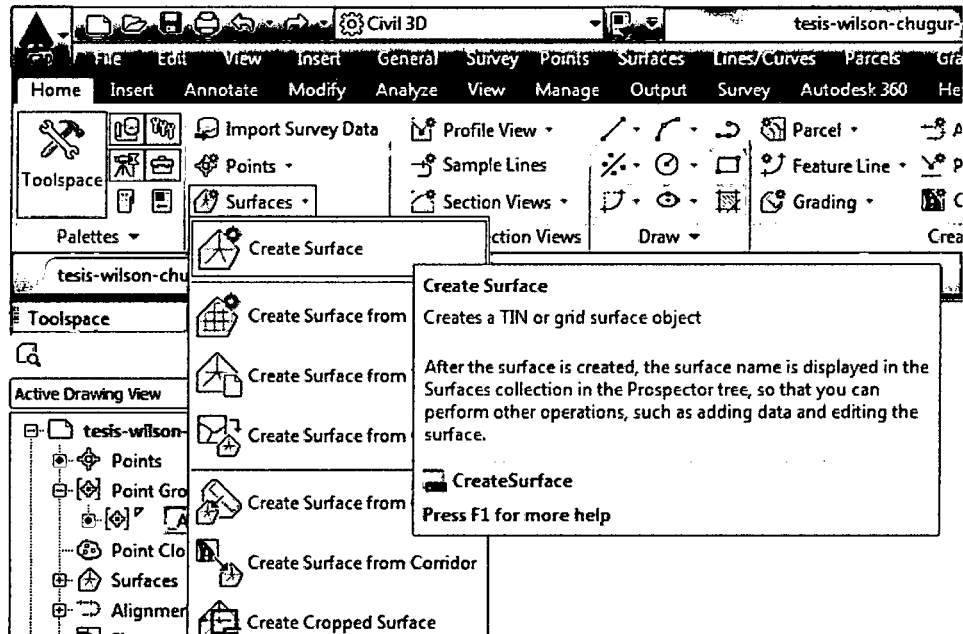 Civil 3D
tesis-wilson-chugur-
File Edit View Insert General Survey Points Surfaces Lines/Curves Parcels Gra
Home Insert Annotate Modify Analyze View Manage Output Survey Autodesk 360 He
Import Survey Data Profile View Parcel A
Toolspace Points Sample Lines Feature Line P
Surfaces Section Views Grading C
Palettes ction Views Draw Crea
Create Surface
tesis-wilson-chu
Create Surface
Toolspace
Create Surface from
Creates a TIN or grid surface object
Create Surface from
After the surface is created, the surface name is displayed in the
Surfaces collection in the Prospector tree, so that you can
perform other operations, such as adding data and editing the
surface.
Active Drawing View
tesis-wilson-
Create Surface from
Points
CreateSurface
Point Gro
Create Surface from
Press F1 for more help
A
Point Clo
Create Surface from Corridor
Surfaces
Alignmer
Create Cropped Surface